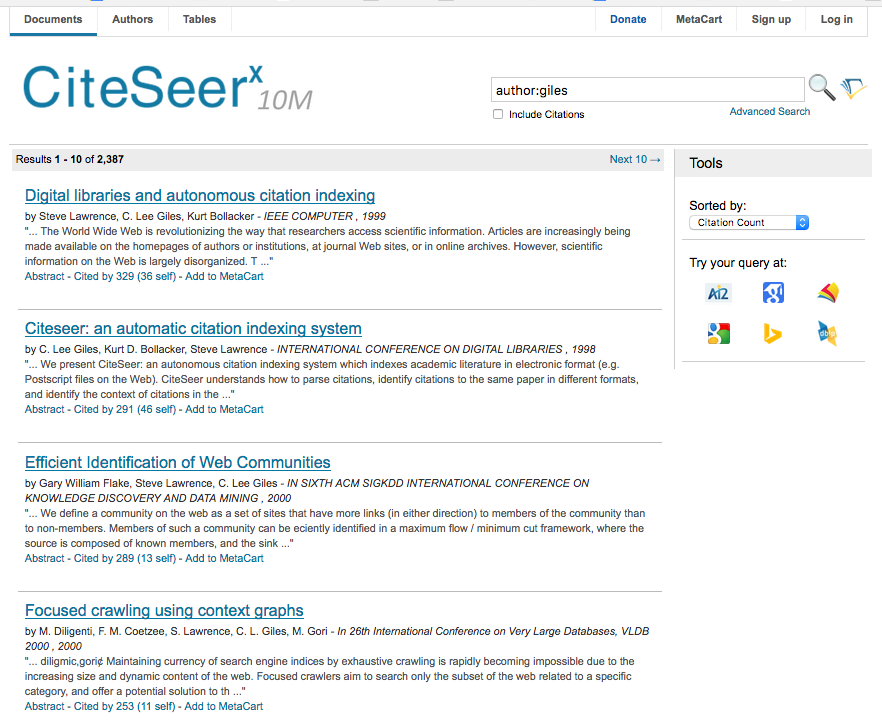 Documents Authors Tables Donate MetaCart Sign up Log in
CiteSeerx 10M
author:giles
Include Citations Advanced Search
Results 1 - 10 of 2,387 Next 10 →
Tools
Digital libraries and autonomous citation indexing
by Steve Lawrence, C. Lee Giles, Kurt Bollacker - IEEE COMPUTER , 1999
"... The World Wide Web is revolutionizing the way that researchers access scientific information. Articles are increasingly being
made available on the homepages of authors or institutions, at journal Web sites, or in online archives. However, scientific
information on the Web is largely disorganized. T ..."
Abstract - Cited by 329 (36 self) - Add to MetaCart
Sorted by:
Citation Count
Try your query at:
AI2
g
dblp
Citeseer: an automatic citation indexing system
by C. Lee Giles, Kurt D. Bollacker, Steve Lawrence - INTERNATIONAL CONFERENCE ON DIGITAL LIBRARIES , 1998
"... We present CiteSeer: an autonomous citation indexing system which indexes academic literature in electronic format (e.g.
Postscript files on the Web). CiteSeer understands how to parse citations, identify citations to the same paper in different formats,
and identify the context of citations in the ..."
Abstract - Cited by 291 (46 self) - Add to MetaCart
Efficient Identification of Web Communities
by Gary William Flake, Steve Lawrence, C. Lee Giles - IN SIXTH ACM SIGKDD INTERNATIONAL CONFERENCE ON
KNOWLEDGE DISCOVERY AND DATA MINING , 2000
"... We define a community on the web as a set of sites that have more links (in either direction) to members of the community than
to non-members. Members of such a community can be eciently identified in a maximum flow / minimum cut framework, where the
source is composed of known members, and the sink ..."
Abstract - Cited by 289 (13 self) - Add to MetaCart
Focused crawling using context graphs
by M. Diligenti, F. M. Coetzee, S. Lawrence, C. L. Giles, M. Gori - In 26th International Conference on Very Large Databases, VLDB
2000 , 2000
"... diligmic,gori¢ Maintaining currency of search engine indices by exhaustive crawling is rapidly becoming impossible due to the
increasing size and dynamic content of the web. Focused crawlers aim to search only the subset of the web related to a specific
category, and offer a potential solution to th ..."
Abstract - Cited by 253 (11 self) - Add to MetaCart